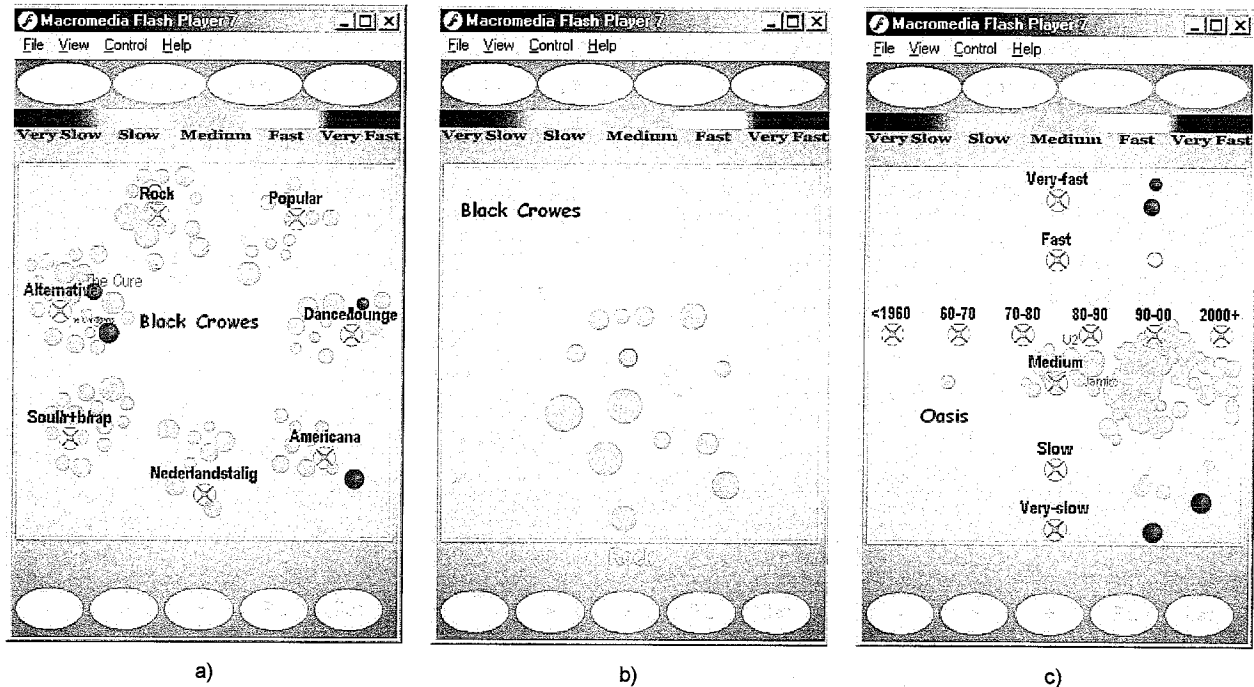 Macromedia Flash Player 7
File View Control Help
Very Slow Slow Medium Fast Very Fast
Rock
Popular
The Cure
Alternative
Black Crowes
Dance/lounge
Soul/r+b/rap
Americana
Nederlandstalig
a)
Macromedia Flash Player 7
File View Control Help
Very Slow Slow Medium Fast Very Fast
Black Crowes
b)
Macromedia Flash Player 7
File View Control Help
Very Slow Slow Medium Fast Very Fast
Very-fast
Fast
<1960 60-70 70-80 80-90 90-00 2000+
U2
Medium
Jamie
Oasis
Slow
Very-slow
c)